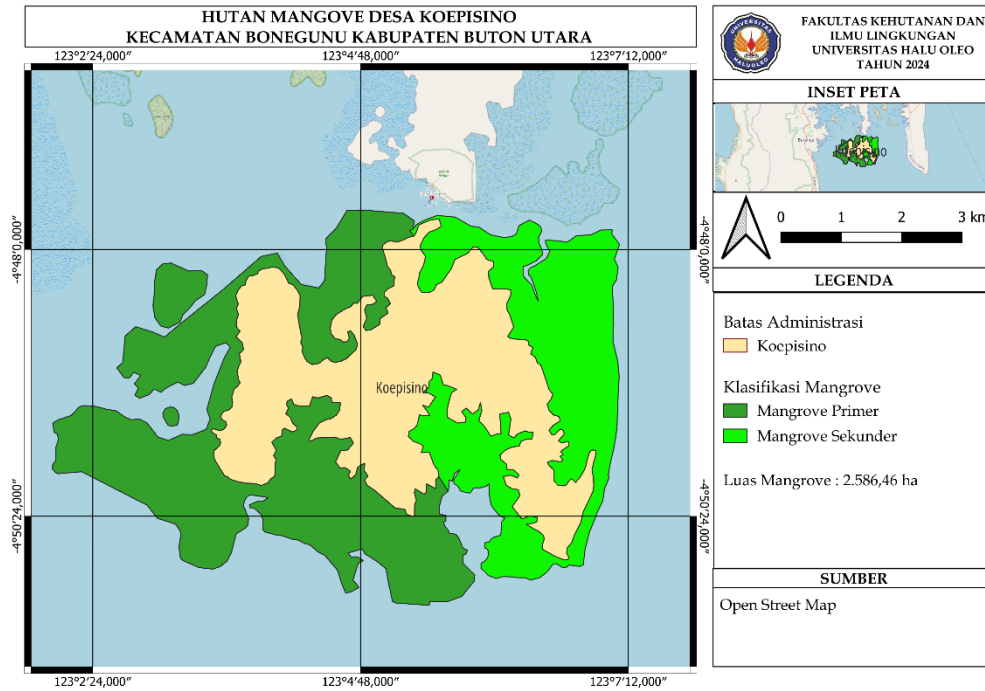 HUTAN MANGOVE DESA KOEPISINO
KECAMATAN BONEGUNU KABUPATEN BUTON UTARA
123°2'24,000"
123°4'48,000"
123°7'12,000"
-4°48'0,000"
-4°48'0,000"
Koepisino
-4°50'24,000"
-4°50'24,000"
123°2'24,000"
123°4'48,000"
123°7'12,000"
UNIVERSITAS
HALUOLEO
FAKULTAS KEHUTANAN DAN
ILMU LINGKUNGAN
UNIVERSITAS HALU OLEO
TAHUN 2024
INSET PETA
Koepisino
0 1 2 3 km
LEGENDA
Batas Administrasi
Koepisino
Klasifikasi Mangrove
Mangrove Primer
Mangrove Sekunder
Luas Mangrove : 2.586,46 ha
SUMBER
Open Street Map